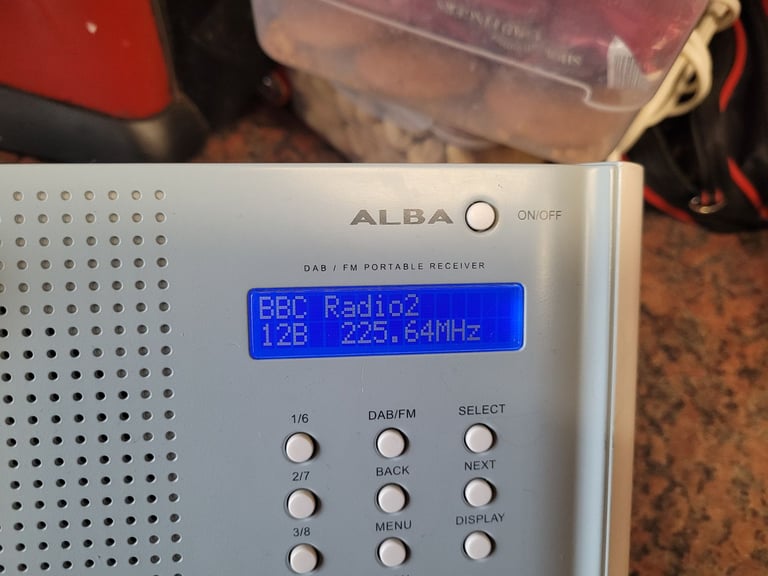 ALBA
ON/OFF
DAB / FM PORTABLE RECEIVER
BBC Radio2
12B 225.64MHz
1/6 DAB/FM SELECT
2/7 BACK NEXT
3/8 MENU DISPLAY